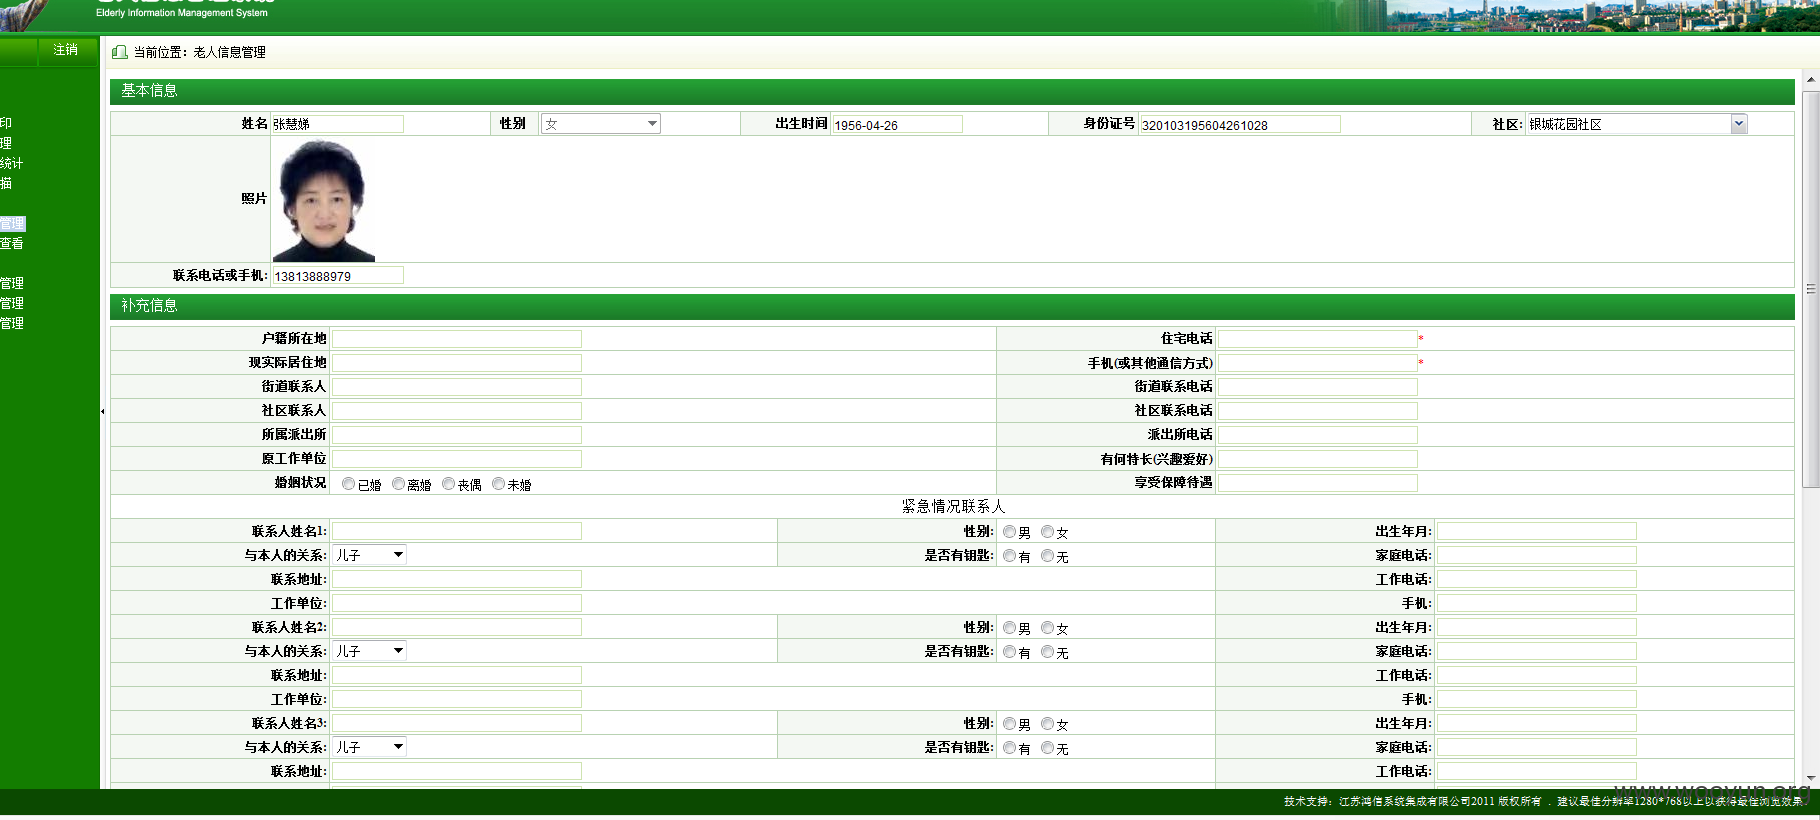 Elderly Information Management System
注销
当前位置：老人信息管理
印
理
统计
描
管理
查看
管理
管理
管理
基本信息
姓名 张慧娣 性别 女 出生时间 1956-04-26 身份证号 320103195604261028 社区: 银城花园社区
照片
联系电话或手机: 13813888979
补充信息
户籍所在地 住宅电话 *
现实际居住地 手机(或其他通信方式) *
街道联系人 街道联系电话
社区联系人 社区联系电话
所属派出所 派出所电话
原工作单位 有何特长(兴趣爱好)
婚姻状况 已婚 离婚 丧偶 未婚 享受保障待遇
紧急情况联系人
联系人姓名1: 性别: 男 女 出生年月:
与本人的关系: 儿子 是否有钥匙: 有 无 家庭电话:
联系地址: 工作电话:
工作单位: 手机:
联系人姓名2: 性别: 男 女 出生年月:
与本人的关系: 儿子 是否有钥匙: 有 无 家庭电话:
联系地址: 工作电话:
工作单位: 手机:
联系人姓名3: 性别: 男 女 出生年月:
与本人的关系: 儿子 是否有钥匙: 有 无 家庭电话:
联系地址: 工作电话:
技术支持：江苏鸿信系统集成有限公司2011 版权所有 . 建议最佳分辨率1280*768以上以获得最佳浏览效果
www.wooyun.org